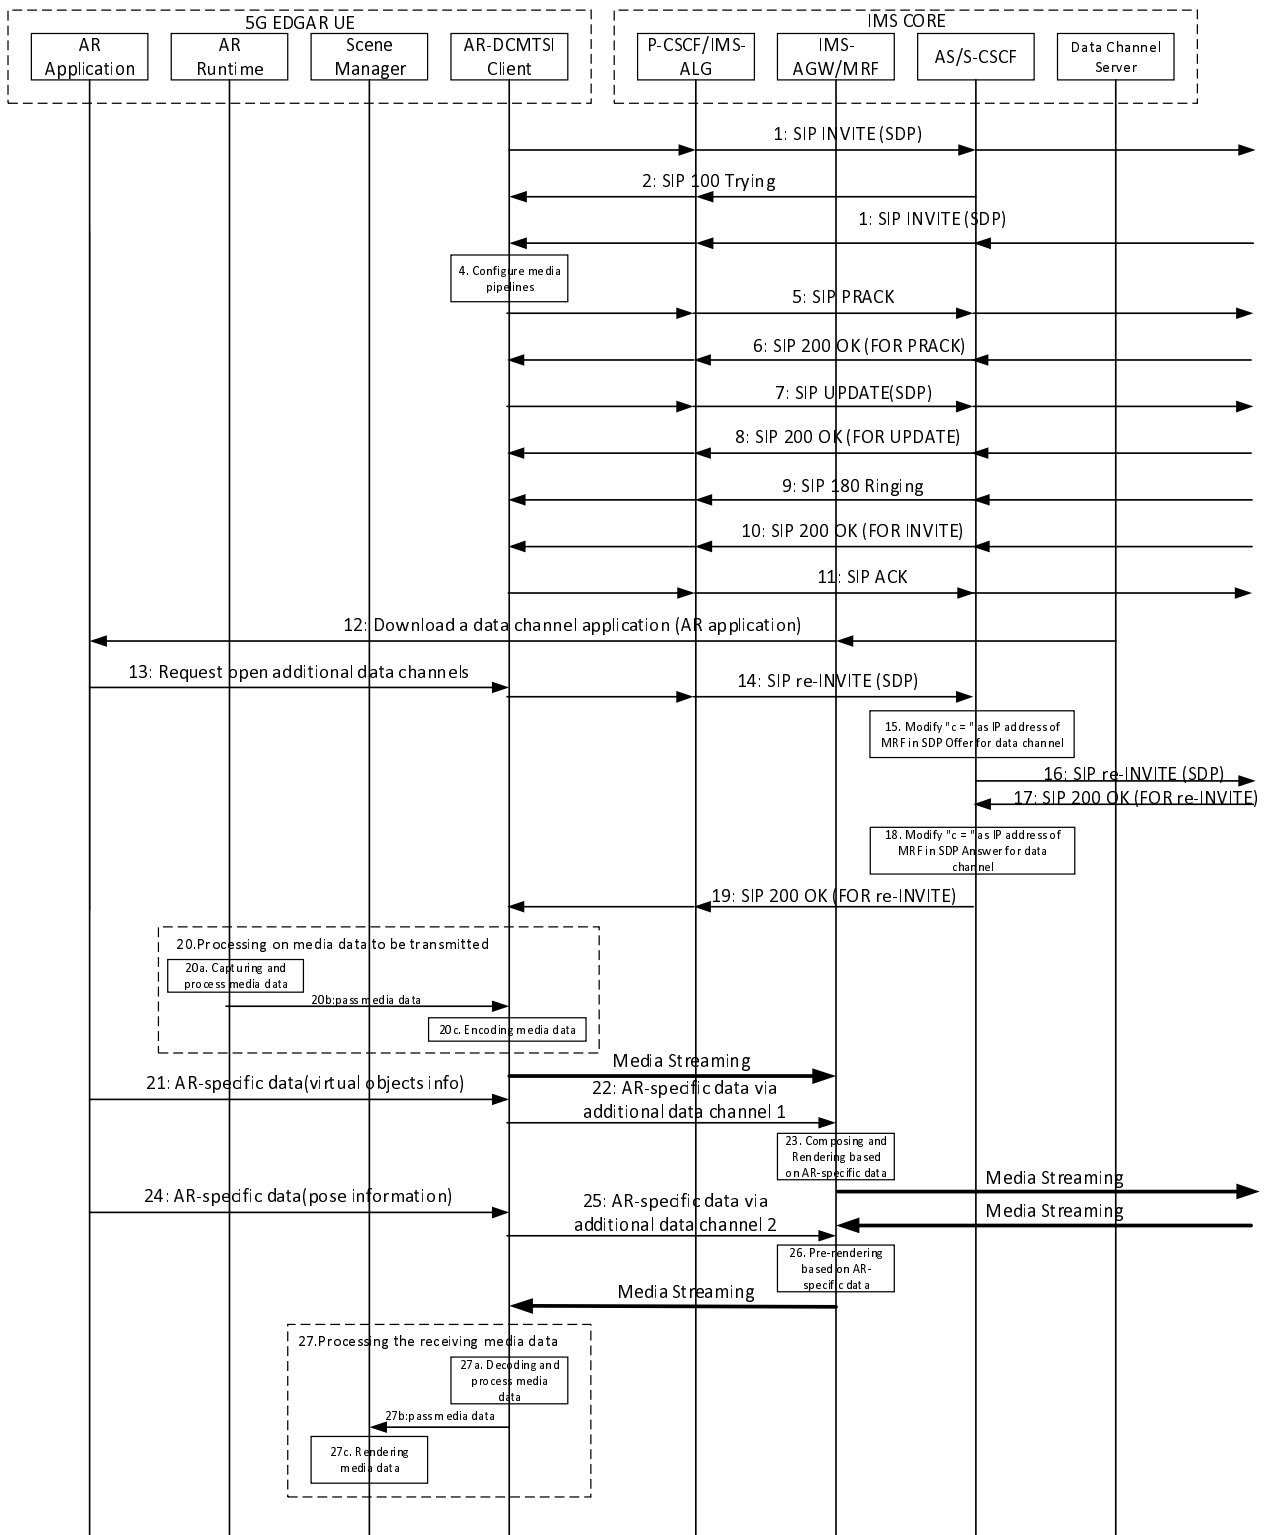 5G EDGAR UE
IMS CORE
AR
Application
AR
Runtime
Scene
Manager
AR-DCMTSI
Client
P-CSCF/IMS-
ALG
IMS-
AGW/MRF
AS/S-CSCF
Data Channel
Server
1: SIP INVITE (SDP)
2: SIP 100 Trying
1: SIP INVITE (SDP)
4. Configure media
pipelines
5: SIP PRACK
6: SIP 200 OK (FOR PRACK)
7: SIP UPDATE(SDP)
8: SIP 200 OK (FOR UPDATE)
9: SIP 180 Ringing
10: SIP 200 OK (FOR INVITE)
11: SIP ACK
12: Download a data channel application (AR application)
13: Request open additional data channels
14: SIP re-INVITE (SDP)
15. Modify "c = " as IP address of
MRF in SDP Offer for data channel
16: SIP re-INVITE (SDP)
17: SIP 200 OK (FOR re-INVITE)
18. Modify "c = " as IP address of
MRF in SDP Answer for data
channel
19: SIP 200 OK (FOR re-INVITE)
20.Processing on media data to be transmitted
20a. Capturing and
process media data
20b:pass media data
20c. Encoding media data
Media Streaming
21: AR-specific data(virtual objects info)
22: AR-specific data via
additional data channel 1
23. Composing and
Rendering based
on AR-specific data
Media Streaming
24: AR-specific data(pose information)
25: AR-specific data via
additional data channel 2
Media Streaming
26. Pre-rendering
based on AR-
specific data
Media Streaming
27.Processing the receiving media data
27a. Decoding and
process media
data
27b:pass media data
27c. Rendering
media data